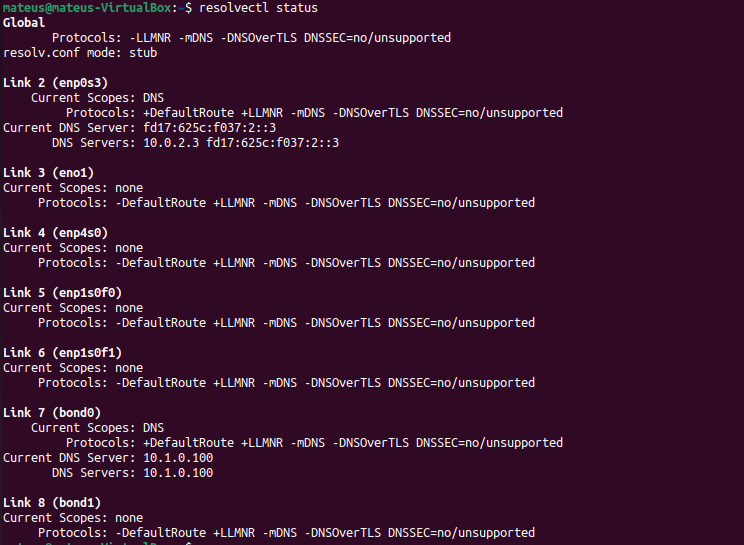 mateus@mateus-VirtualBox:~$ resolvectl status
Global
Protocols: -LLMNR -mDNS -DNSOverTLS DNSSEC=no/unsupported
resolv.conf mode: stub
Link 2 (enp0s3)
Current Scopes: DNS
Protocols: +DefaultRoute +LLMNR -mDNS -DNSOverTLS DNSSEC=no/unsupported
Current DNS Server: fd17:625c:f037:2::3
DNS Servers: 10.0.2.3 fd17:625c:f037:2::3
Link 3 (eno1)
Current Scopes: none
Protocols: -DefaultRoute +LLMNR -mDNS -DNSOverTLS DNSSEC=no/unsupported
Link 4 (enp4s0)
Current Scopes: none
Protocols: -DefaultRoute +LLMNR -mDNS -DNSOverTLS DNSSEC=no/unsupported
Link 5 (enp1s0f0)
Current Scopes: none
Protocols: -DefaultRoute +LLMNR -mDNS -DNSOverTLS DNSSEC=no/unsupported
Link 6 (enp1s0f1)
Current Scopes: none
Protocols: -DefaultRoute +LLMNR -mDNS -DNSOverTLS DNSSEC=no/unsupported
Link 7 (bond0)
Current Scopes: DNS
Protocols: +DefaultRoute +LLMNR -mDNS -DNSOverTLS DNSSEC=no/unsupported
Current DNS Server: 10.1.0.100
DNS Servers: 10.1.0.100
Link 8 (bond1)
Current Scopes: none
Protocols: -DefaultRoute +LLMNR -mDNS -DNSOverTLS DNSSEC=no/unsupported